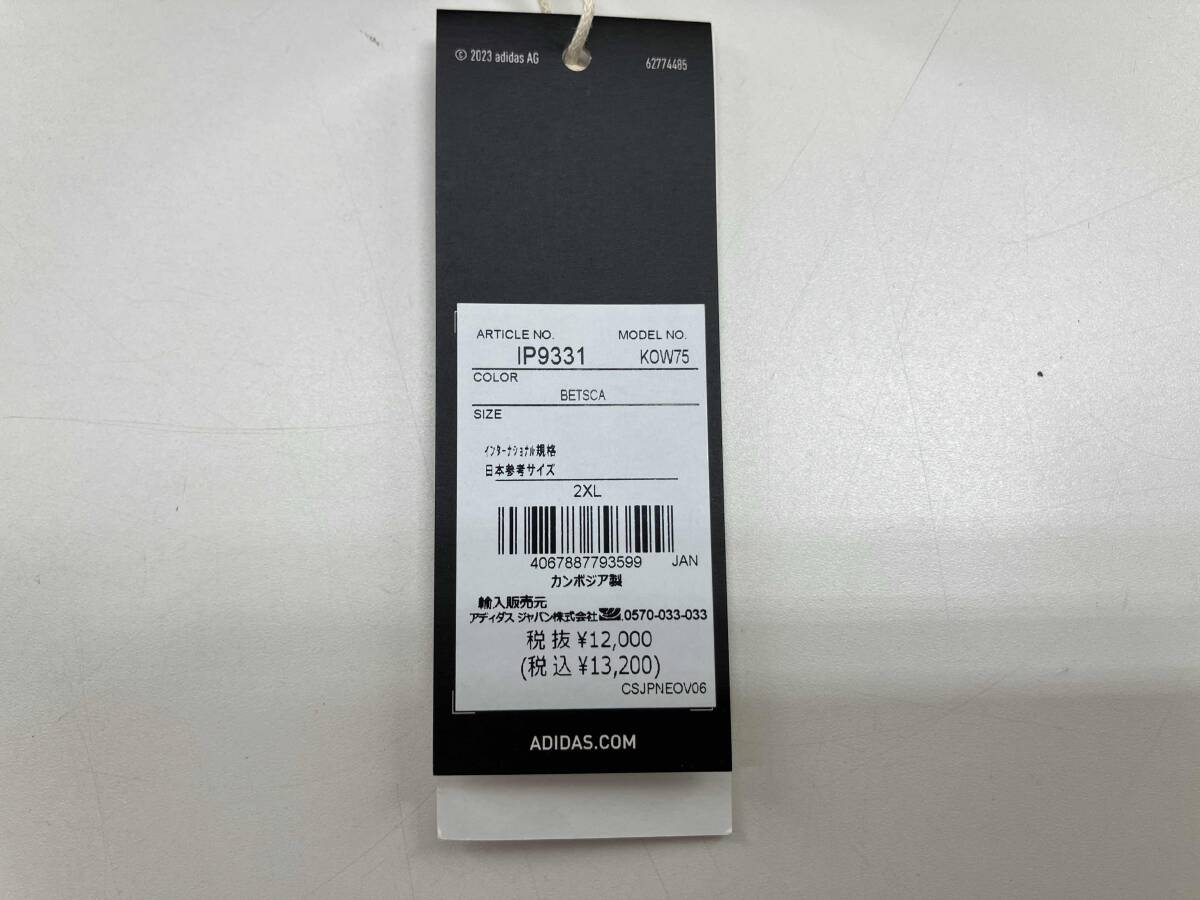 © 2023 adidas AG 62774485
ARTICLE NO. MODEL NO.
IP9331 KOW75
COLOR
BETSCA
SIZE
インターナショナル規格
日本参考サイズ
2XL
4067887793599 JAN
カンボジア製
輸入販売元
アディダス ジャパン株式会社 0570-033-033
税抜 ¥12,000
(税込 ¥13,200)
CSJPNEOV06
ADIDAS.COM